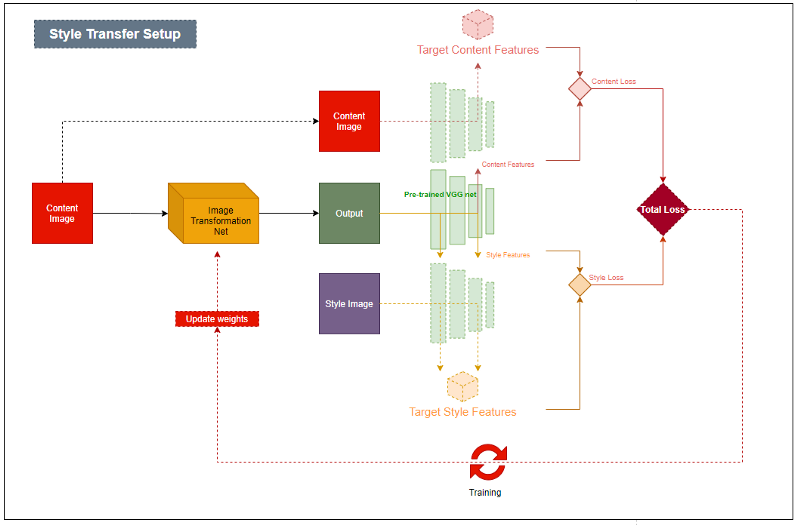 Style Transfer Setup
Target Content Features
Content Loss
Content
Image
Content Features
Content
Image
Image
Transformation
Net
Output
Pre-trained VGG net
Total Loss
Style Features
Style Loss
Style Image
Update weights
Target Style Features
Training